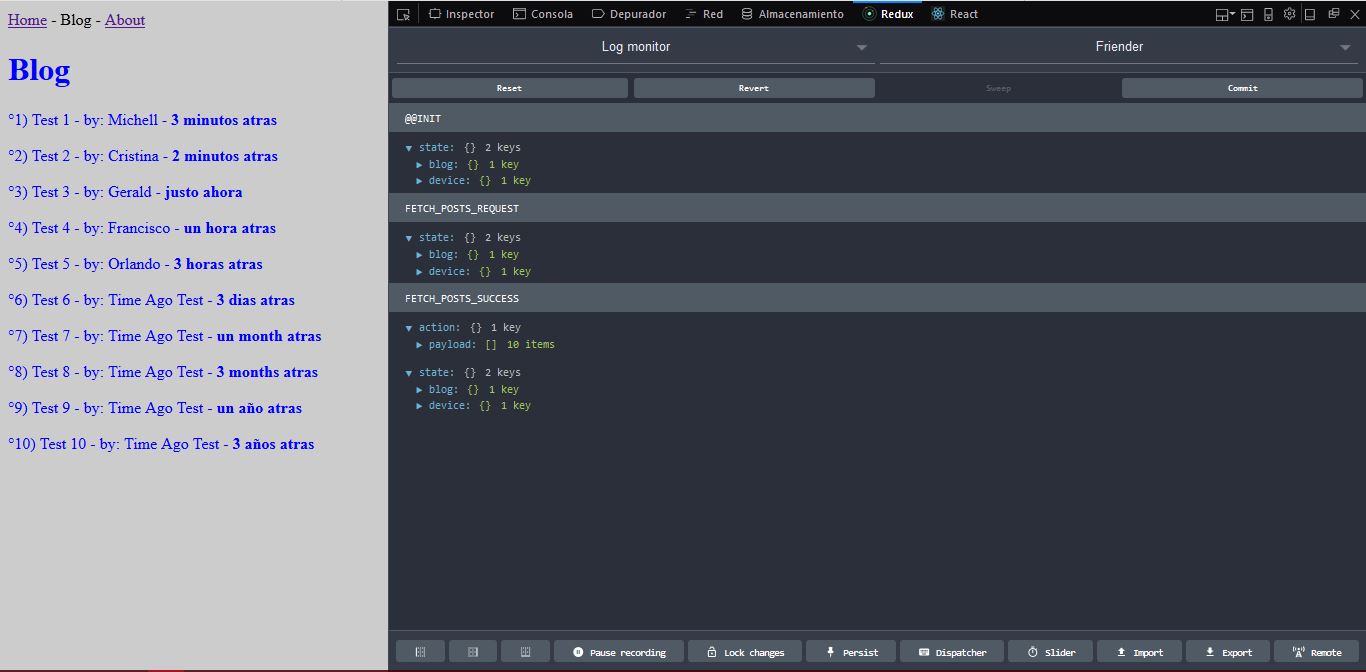 Home - Blog - About
Blog
°1) Test 1 - by: Michell - 3 minutos atras
°2) Test 2 - by: Cristina - 2 minutos atras
°3) Test 3 - by: Gerald - justo ahora
°4) Test 4 - by: Francisco - un hora atras
°5) Test 5 - by: Orlando - 3 horas atras
°6) Test 6 - by: Time Ago Test - 3 dias atras
°7) Test 7 - by: Time Ago Test - un month atras
°8) Test 8 - by: Time Ago Test - 3 months atras
°9) Test 9 - by: Time Ago Test - un año atras
°10) Test 10 - by: Time Ago Test - 3 años atras
Inspector Consola Depurador Red Almacenamiento Redux React
Log monitor Friender
Reset Revert Sweep Commit
@@INIT
state: {} 2 keys
blog: {} 1 key
device: {} 1 key
FETCH_POSTS_REQUEST
state: {} 2 keys
blog: {} 1 key
device: {} 1 key
FETCH_POSTS_SUCCESS
action: {} 1 key
payload: [] 10 items
state: {} 2 keys
blog: {} 1 key
device: {} 1 key
Pause recording Lock changes Persist Dispatcher Slider Import Export Remote